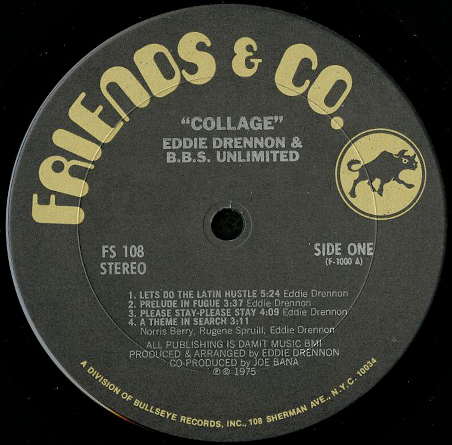 FRIENDS & CO.
"COLLAGE"
EDDIE DRENNON &
B.B.S. UNLIMITED
FS 108
STEREO
SIDE ONE
(F-1000 A)
1. LETS DO THE LATIN HUSTLE 5:24 Eddie Drennon
2. PRELUDE IN FUGUE 3:37 Eddie Drennon
3. PLEASE STAY-PLEASE STAY 4:09 Eddie Drennon
4. A THEME IN SEARCH 3:11
Norris Berry, Rugene Spruill, Eddie Drennon
ALL PUBLISHING IS DAMIT MUSIC BMI
PRODUCED & ARRANGED by EDDIE DRENNON
CO-PRODUCED by JOE BANA
℗ © 1975
A DIVISION OF BULLSEYE RECORDS, INC., 108 SHERMAN AVE., N.Y.C. 10034